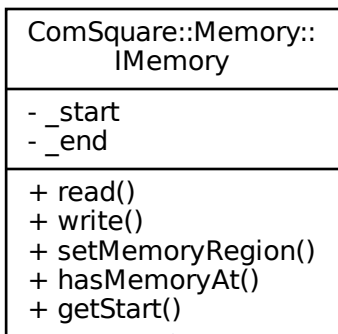 ComSquare::Memory::
IMemory
- _start
- _end
+ read()
+ write()
+ setMemoryRegion()
+ hasMemoryAt()
+ getStart()